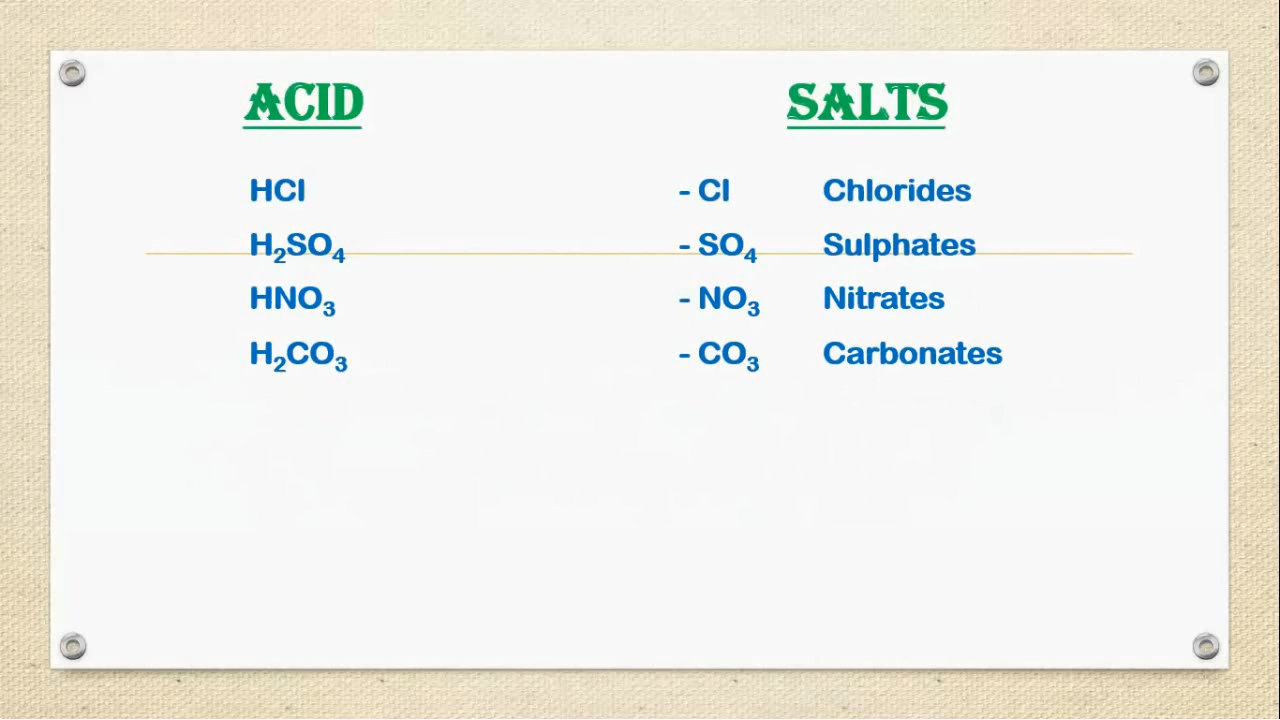 ACID SALTS
HCl - Cl Chlorides
H₂SO₄ - SO₄ Sulphates
HNO₃ - NO₃ Nitrates
H₂CO₃ - CO₃ Carbonates